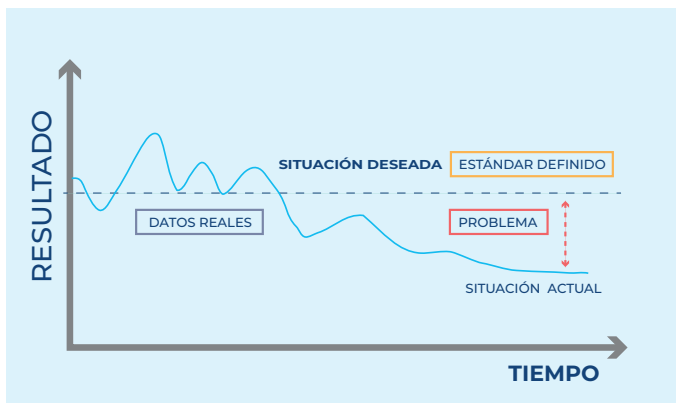 RESULTADO
SITUACIÓN DESEADA
ESTÁNDAR DEFINIDO
DATOS REALES
PROBLEMA
SITUACIÓN ACTUAL
TIEMPO